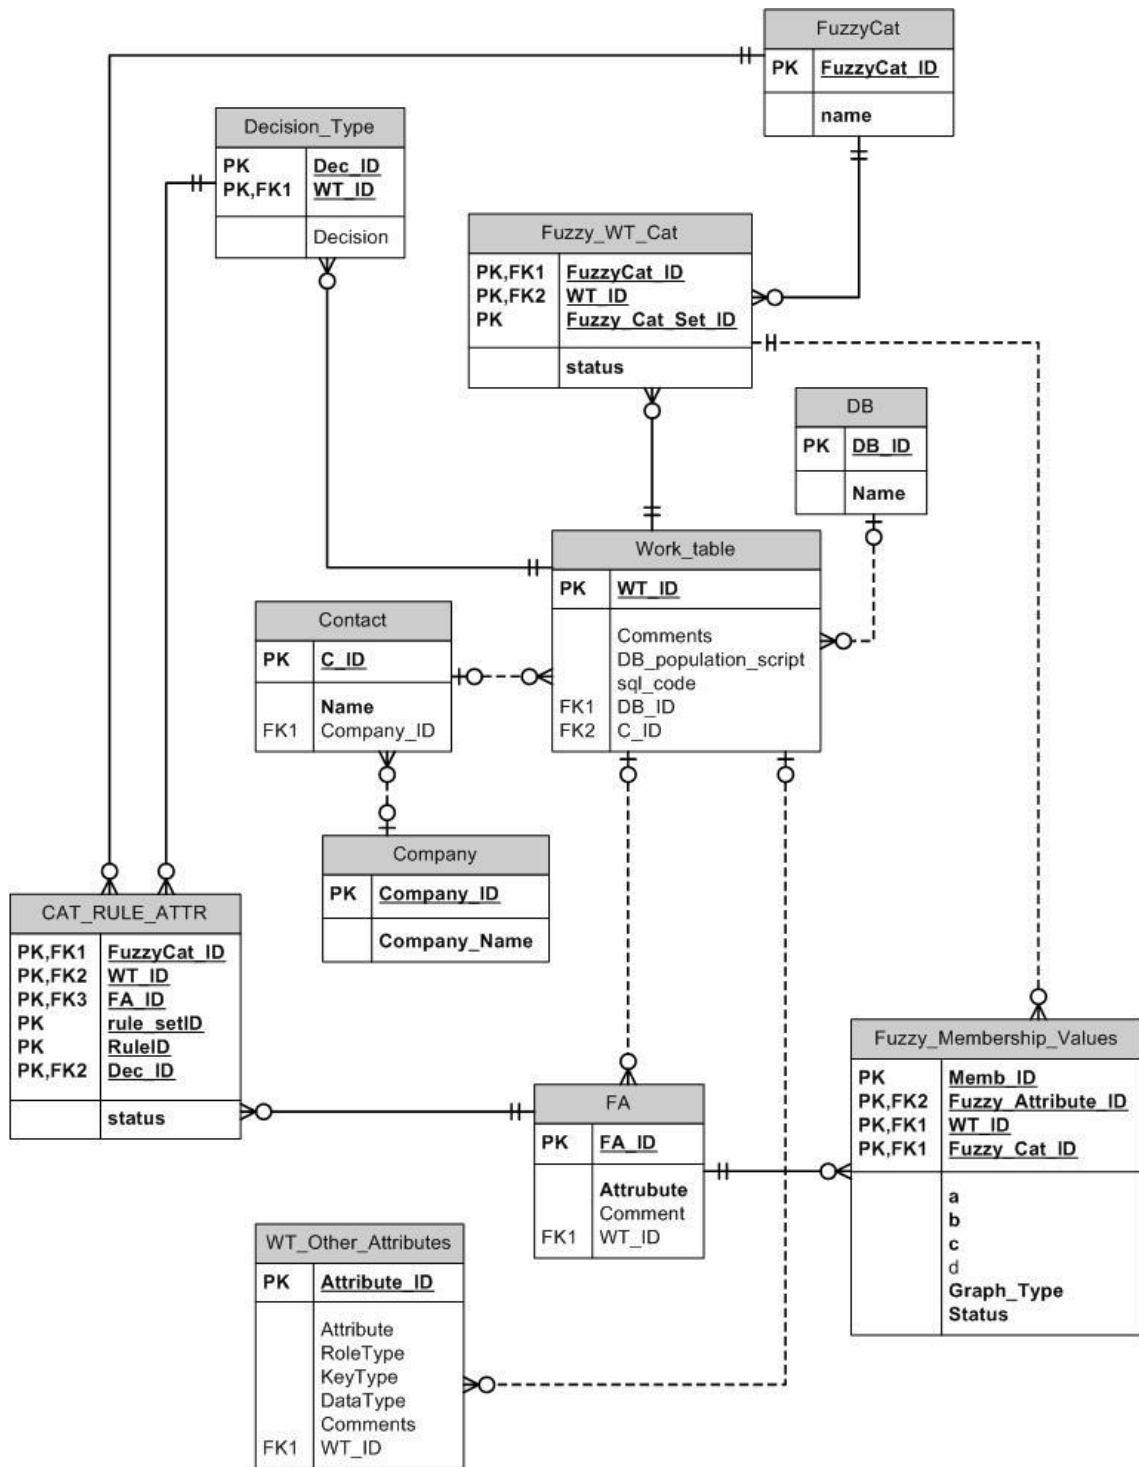 FuzzyCat
PK FuzzyCat_ID
name
Decision_Type
PK Dec_ID
PK,FK1 WT_ID
Decision
Fuzzy_WT_Cat
PK,FK1 FuzzyCat_ID
PK,FK2 WT_ID
PK Fuzzy_Cat_Set_ID
status
DB
PK DB_ID
Name
Work_table
PK WT_ID
Comments
DB_population_script
sql_code
FK1 DB_ID
FK2 C_ID
Contact
PK C_ID
Name
FK1 Company_ID
Company
PK Company_ID
Company_Name
CAT_RULE_ATTR
PK,FK1 FuzzyCat_ID
PK,FK2 WT_ID
PK,FK3 FA_ID
PK rule_setID
PK RuleID
PK,FK2 Dec_ID
status
FA
PK FA_ID
Attrubute
Comment
FK1 WT_ID
Fuzzy_Membership_Values
PK Memb_ID
PK,FK2 Fuzzy_Attribute_ID
PK,FK1 WT_ID
PK,FK1 Fuzzy_Cat_ID
a
b
c
d
Graph_Type
Status
WT_Other_Attributes
PK Attribute_ID
Attribute
RoleType
KeyType
DataType
Comments
FK1 WT_ID